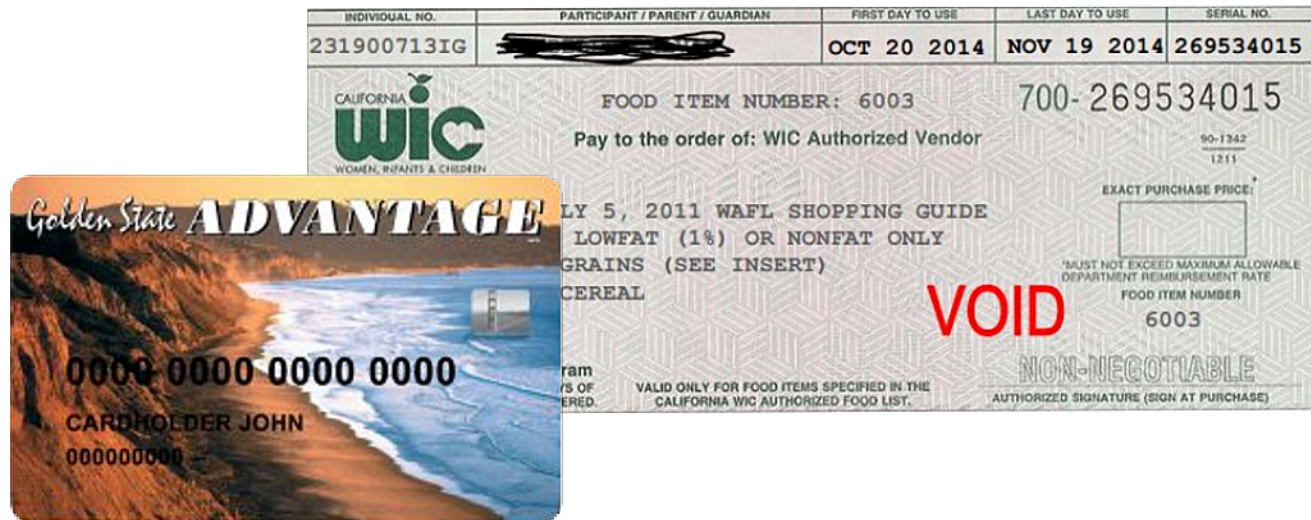 INDIVIDUAL NO. PARTICIPANT / PARENT / GUARDIAN FIRST DAY TO USE LAST DAY TO USE SERIAL NO.
231900713IG OCT 20 2014 NOV 19 2014 269534015
CALIFORNIA
WIC
WOMEN, INFANTS & CHILDREN
FOOD ITEM NUMBER: 6003
700-269534015
Pay to the order of: WIC Authorized Vendor
90-1342
1211
EXACT PURCHASE PRICE:*
LY 5, 2011 WAFL SHOPPING GUIDE
LOWFAT (1%) OR NONFAT ONLY
GRAINS (SEE INSERT)
CEREAL
*MUST NOT EXCEED MAXIMUM ALLOWABLE
DEPARTMENT REIMBURSEMENT RATE
FOOD ITEM NUMBER
6003
VOID
NON-NEGOTIABLE
ram
YS OF
ERED.
VALID ONLY FOR FOOD ITEMS SPECIFIED IN THE
CALIFORNIA WIC AUTHORIZED FOOD LIST.
AUTHORIZED SIGNATURE (SIGN AT PURCHASE)
Golden State ADVANTAGE
0000 0000 0000 0000
CARDHOLDER JOHN
000000000